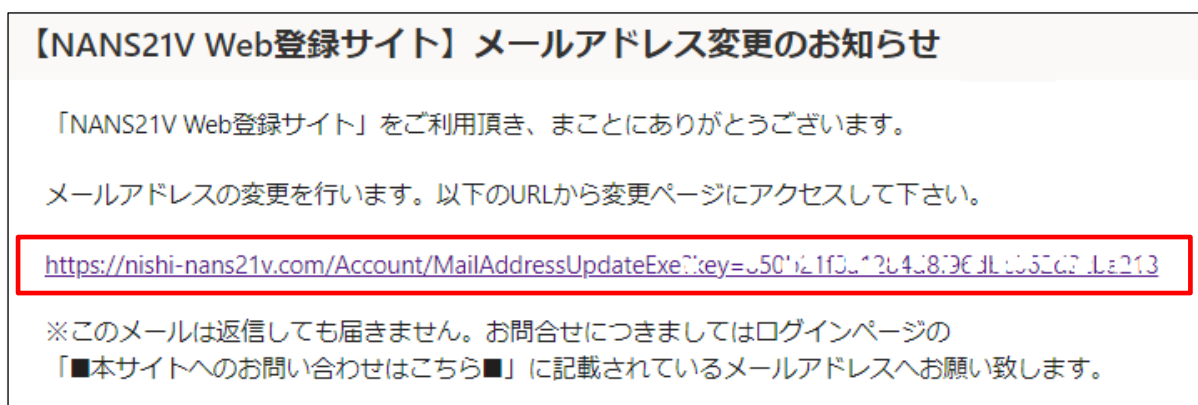 【NANS21V Web登録サイト】メールアドレス変更のお知らせ
「NANS21V Web登録サイト」をご利用頂き、まことにありがとうございます。
メールアドレスの変更を行います。以下のURLから変更ページにアクセスして下さい。
https://nishi-nans21v.com/Account/MailAddressUpdateExe?key=
※このメールは返信しても届きません。お問合せにつきましてはログインページの
「■本サイトへのお問い合わせはこちら■」に記載されているメールアドレスへお願い致します。